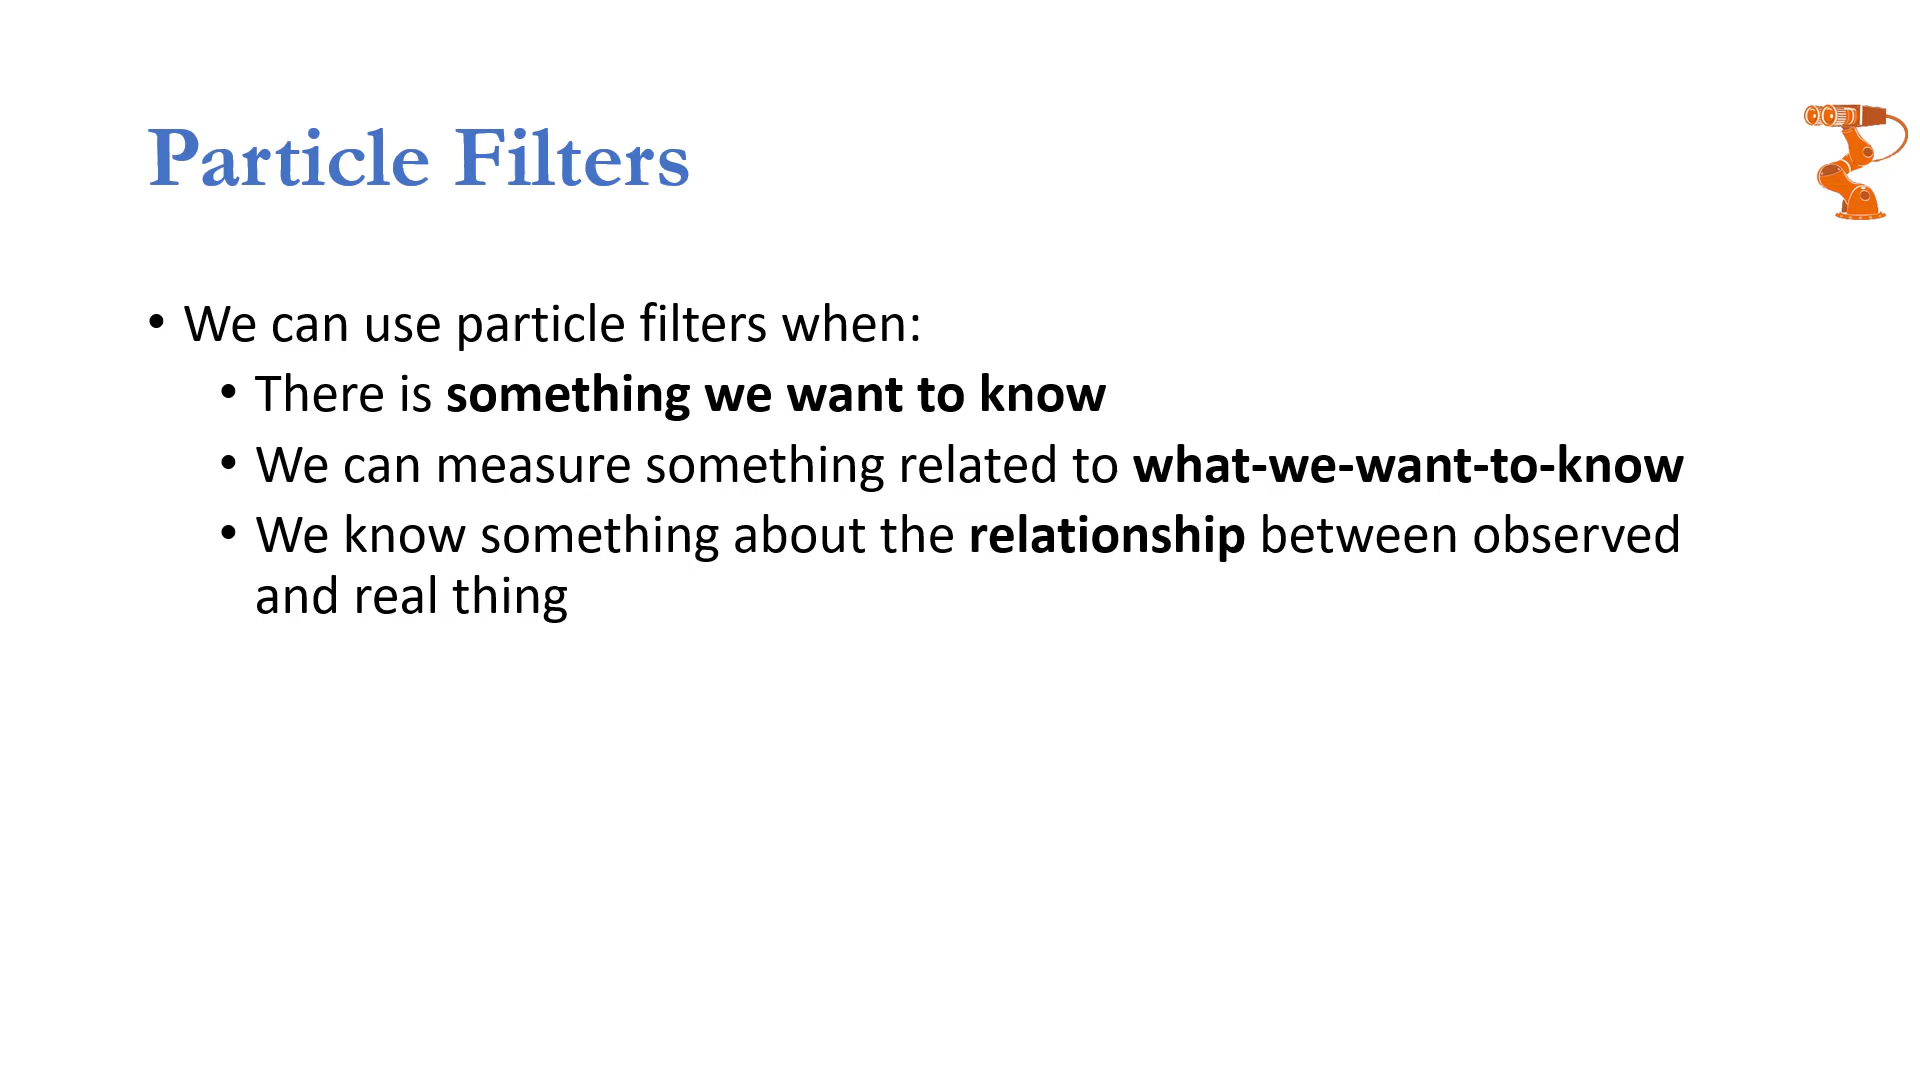 Particle Filters
• We can use particle filters when:
• There is something we want to know
• We can measure something related to what-we-want-to-know
• We know something about the relationship between observed
and real thing